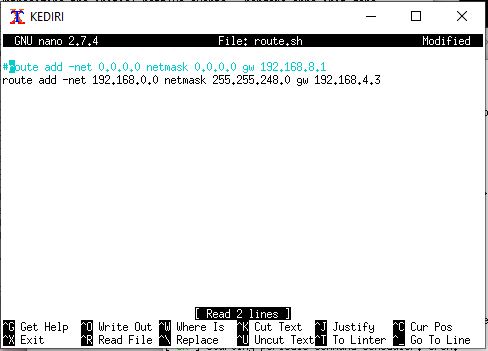 KEDIRI
GNU nano 2.7.4 File: route.sh Modified
#route add -net 0.0.0.0 netmask 0.0.0.0 gw 192.168.8.1
route add -net 192.168.0.0 netmask 255.255.248.0 gw 192.168.4.3
[ Read 2 lines ]
^G Get Help ^O Write Out ^W Where Is ^K Cut Text ^J Justify ^C Cur Pos
^X Exit ^R Read File ^\ Replace ^U Uncut Text ^T To Linter ^_ Go To Line